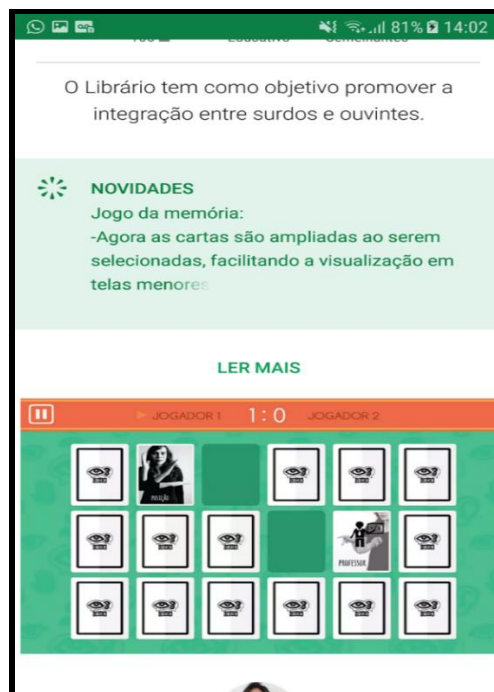 81% 14:02
O Librário tem como objetivo promover a
integração entre surdos e ouvintes.
NOVIDADES
Jogo da memória:
-Agora as cartas são ampliadas ao serem
selecionadas, facilitando a visualização em
telas menores
LER MAIS
JOGADOR 1 1:0 JOGADOR 2
PROFESSOR